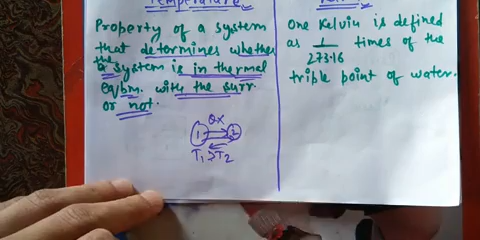 Temperature
Property of a system
that determines whether
the system is in thermal
eqbm. with the surr.
or not.
QX
1 2
T1 > T2
One Kelvin is defined
as 1/273.16 times of the
triple point of water.